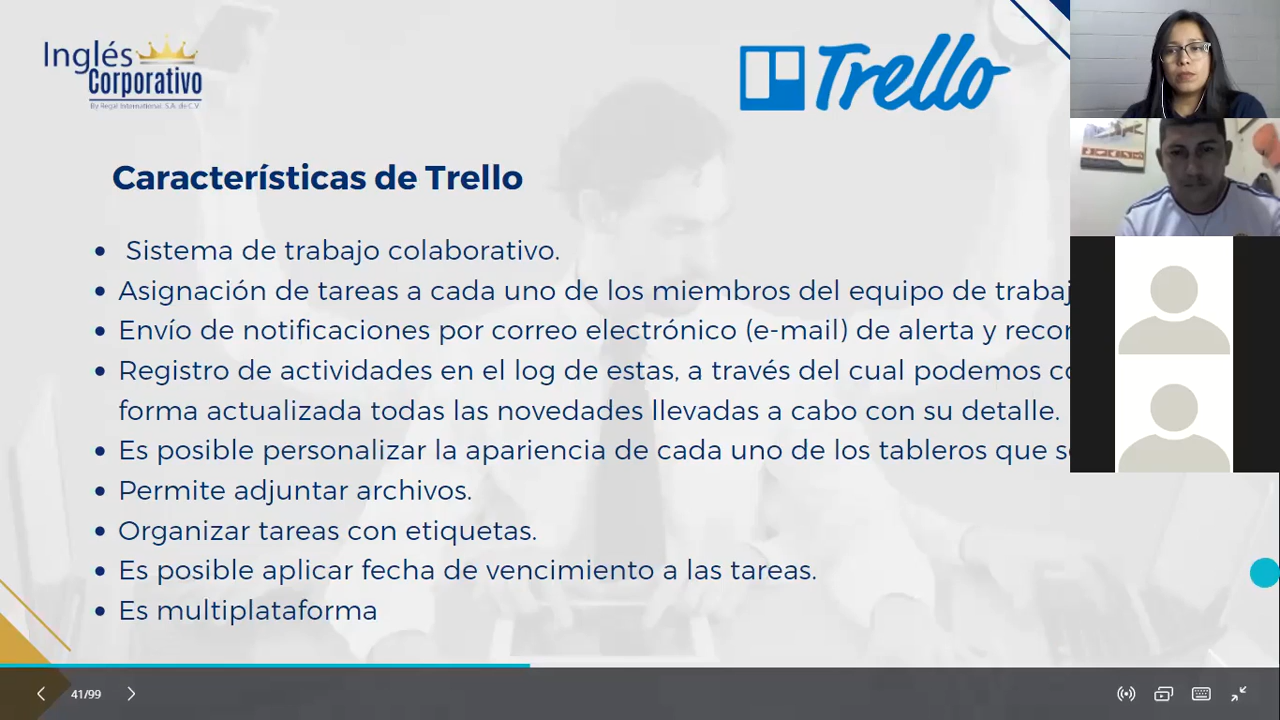 Inglés
Corporativo
By Regal International, S.A. de C.V
Trello
Características de Trello
• Sistema de trabajo colaborativo.
• Asignación de tareas a cada uno de los miembros del equipo de trabaj
• Envío de notificaciones por correo electrónico (e-mail) de alerta y recor
• Registro de actividades en el log de estas, a través del cual podemos co
forma actualizada todas las novedades llevadas a cabo con su detalle.
• Es posible personalizar la apariencia de cada uno de los tableros que se
• Permite adjuntar archivos.
• Organizar tareas con etiquetas.
• Es posible aplicar fecha de vencimiento a las tareas.
• Es multiplataforma
41/99